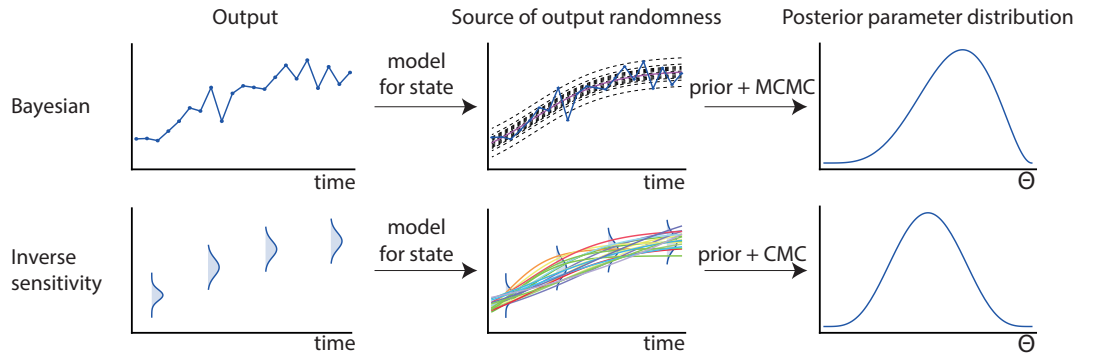 Output
Source of output randomness
Posterior parameter distribution
Bayesian
model
for state
prior + MCMC
time
time
Θ
Inverse
sensitivity
model
for state
prior + CMC
time
time
Θ